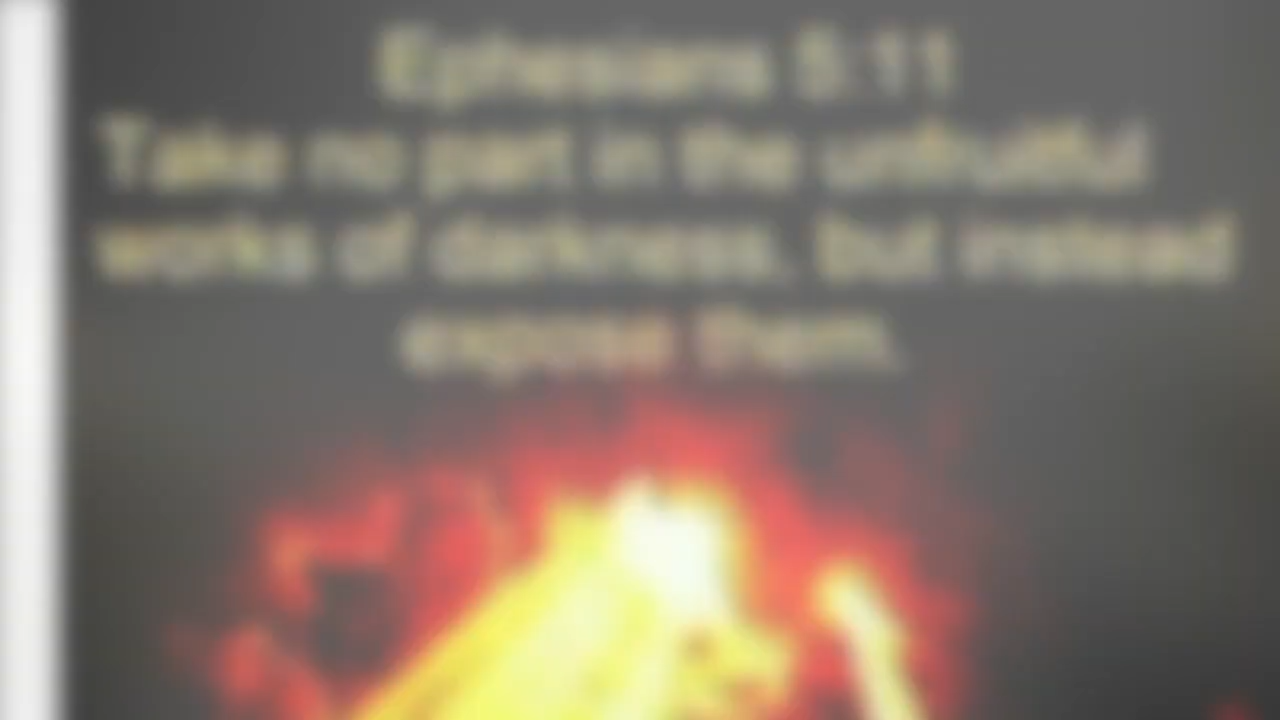 Ephesians 5:11
Take no part in the unfruitful
works of darkness, but instead
expose them.